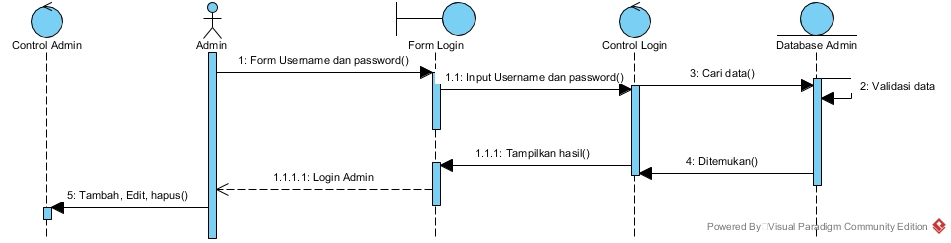 Control Admin
Admin
Form Login
Control Login
Database Admin
1: Form Username dan password()
1.1: Input Username dan password()
3: Cari data()
2: Validasi data
1.1.1: Tampilkan hasil()
4: Ditemukan()
1.1.1.1: Login Admin
5: Tambah, Edit, hapus()
Powered By Visual Paradigm Community Edition